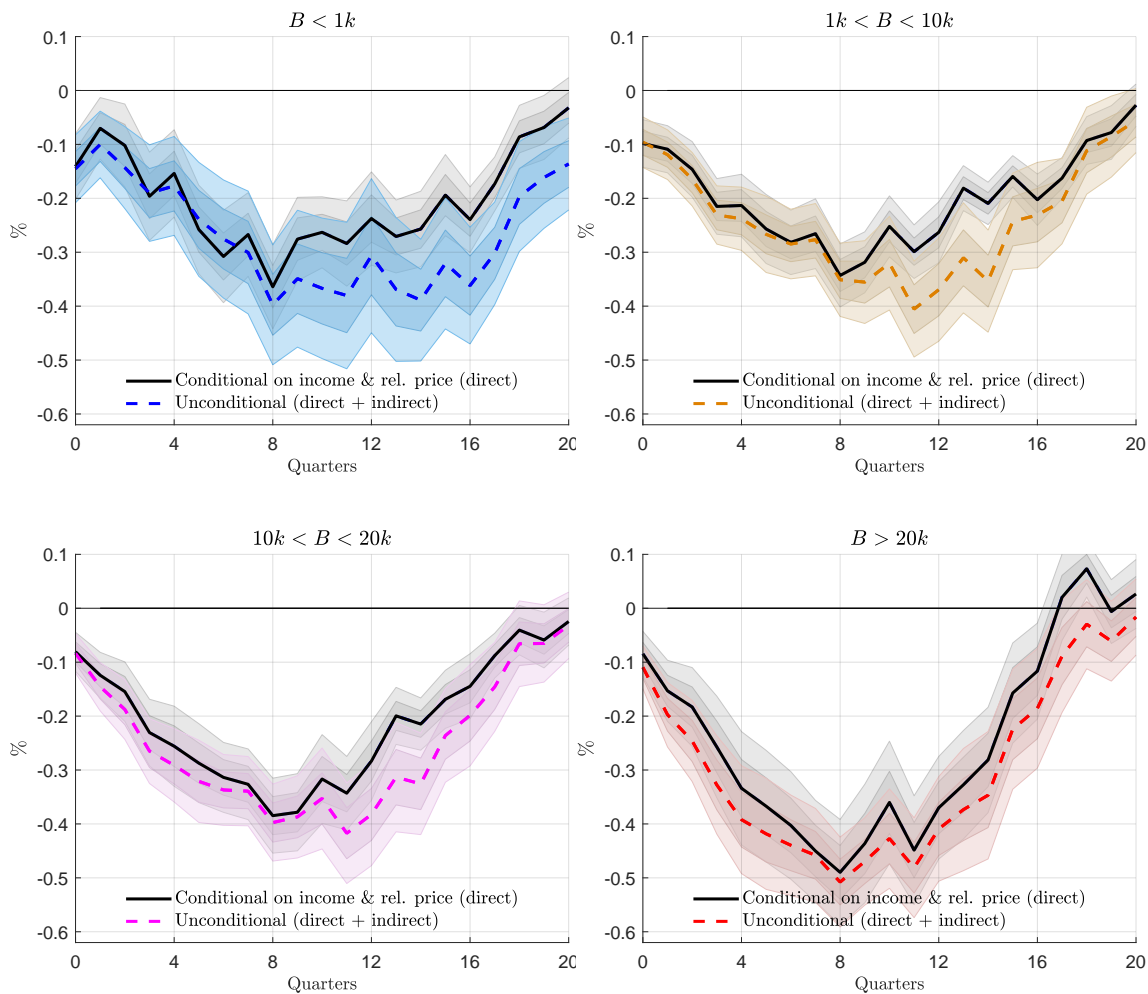 B < 1k
0.1
0
-0.1
-0.2
-0.3
-0.4
-0.5
-0.6
%
Conditional on income & rel. price (direct)
Unconditional (direct + indirect)
0 4 8 12 16 20
Quarters
1k < B < 10k
0.1
0
-0.1
-0.2
-0.3
-0.4
-0.5
-0.6
%
Conditional on income & rel. price (direct)
Unconditional (direct + indirect)
0 4 8 12 16 20
Quarters
10k < B < 20k
0.1
0
-0.1
-0.2
-0.3
-0.4
-0.5
-0.6
%
Conditional on income & rel. price (direct)
Unconditional (direct + indirect)
0 4 8 12 16 20
Quarters
B > 20k
0.1
0
-0.1
-0.2
-0.3
-0.4
-0.5
-0.6
%
Conditional on income & rel. price (direct)
Unconditional (direct + indirect)
0 4 8 12 16 20
Quarters